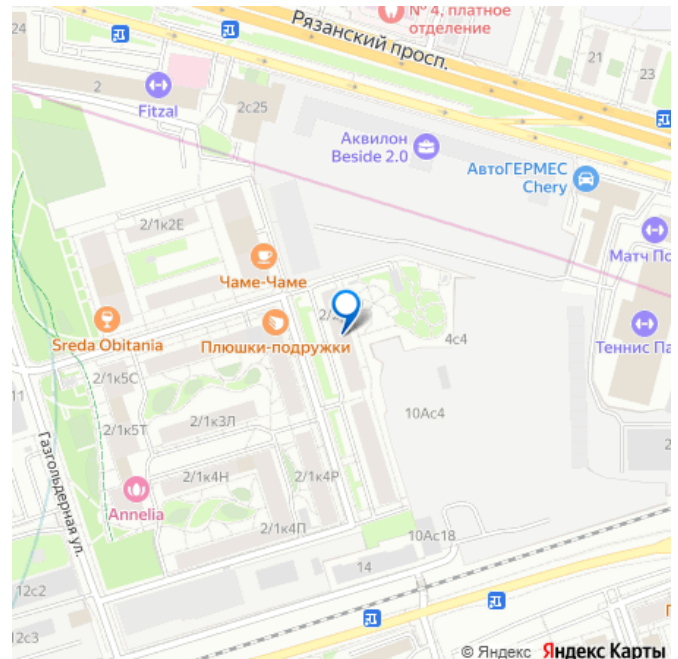 № 4, платное
отделение
Рязанский просп.
24
21
23
2
Fitzal
2с25
Аквилон
Beside 2.0
АвтоГЕРМЕС
Chery
2/1к2Е
Матч По
Чаме-Чаме
Sreda Obitania
Плюшки-подружки
4с4
Теннис Па
2/1к5С
11
10Ас4
2/1к3Л
2/1к5Т
Газгольдерная ул.
2/1к4Н
2/1к4Р
Annelia
2/1к4П
10Ас18
14
12с2
12с3
© Яндекс Яндекс Карты